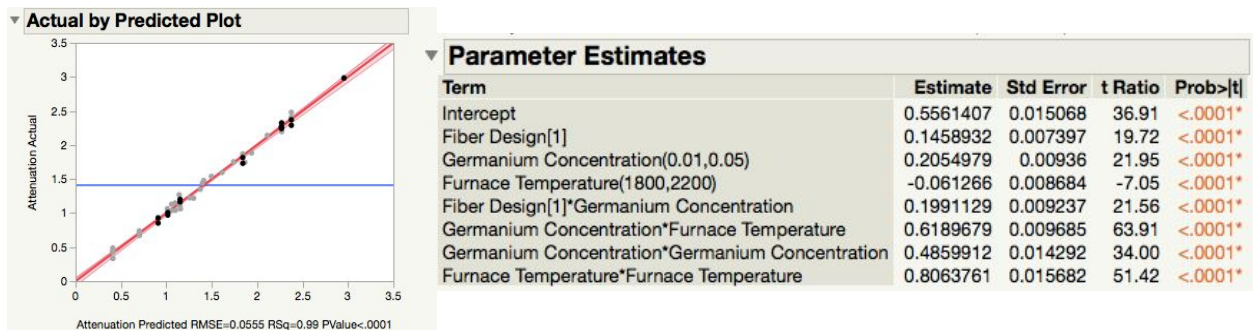 Actual by Predicted Plot
3.5
3
2.5
2
1.5
1
0.5
0
Attenuation Actual
0 0.5 1 1.5 2 2.5 3 3.5
Attenuation Predicted RMSE=0.0555 RSq=0.99 PValue<.0001
Parameter Estimates
Term Estimate Std Error t Ratio Prob>|t|
Intercept 0.5561407 0.015068 36.91 <.0001*
Fiber Design[1] 0.1458932 0.007397 19.72 <.0001*
Germanium Concentration(0.01,0.05) 0.2054979 0.00936 21.95 <.0001*
Furnace Temperature(1800,2200) -0.061266 0.008684 -7.05 <.0001*
Fiber Design[1]*Germanium Concentration 0.1991129 0.009237 21.56 <.0001*
Germanium Concentration*Furnace Temperature 0.6189679 0.009685 63.91 <.0001*
Germanium Concentration*Germanium Concentration 0.4859912 0.014292 34.00 <.0001*
Furnace Temperature*Furnace Temperature 0.8063761 0.015682 51.42 <.0001*